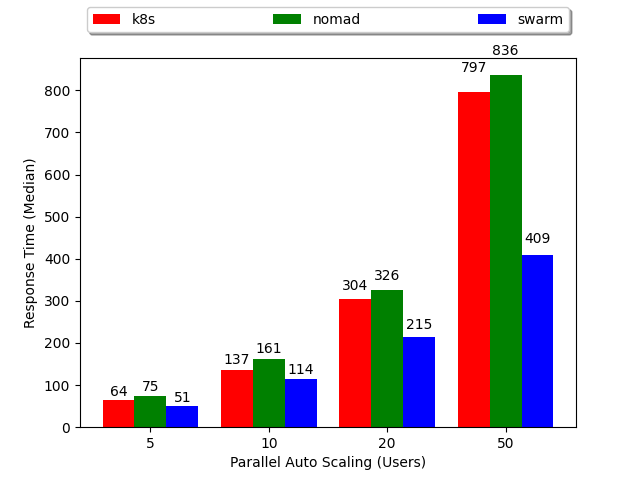 k8s nomad swarm
Response Time (Median)
800
700
600
500
400
300
200
100
0
64 75 51
137 161 114
304 326 215
797 836 409
5 10 20 50
Parallel Auto Scaling (Users)